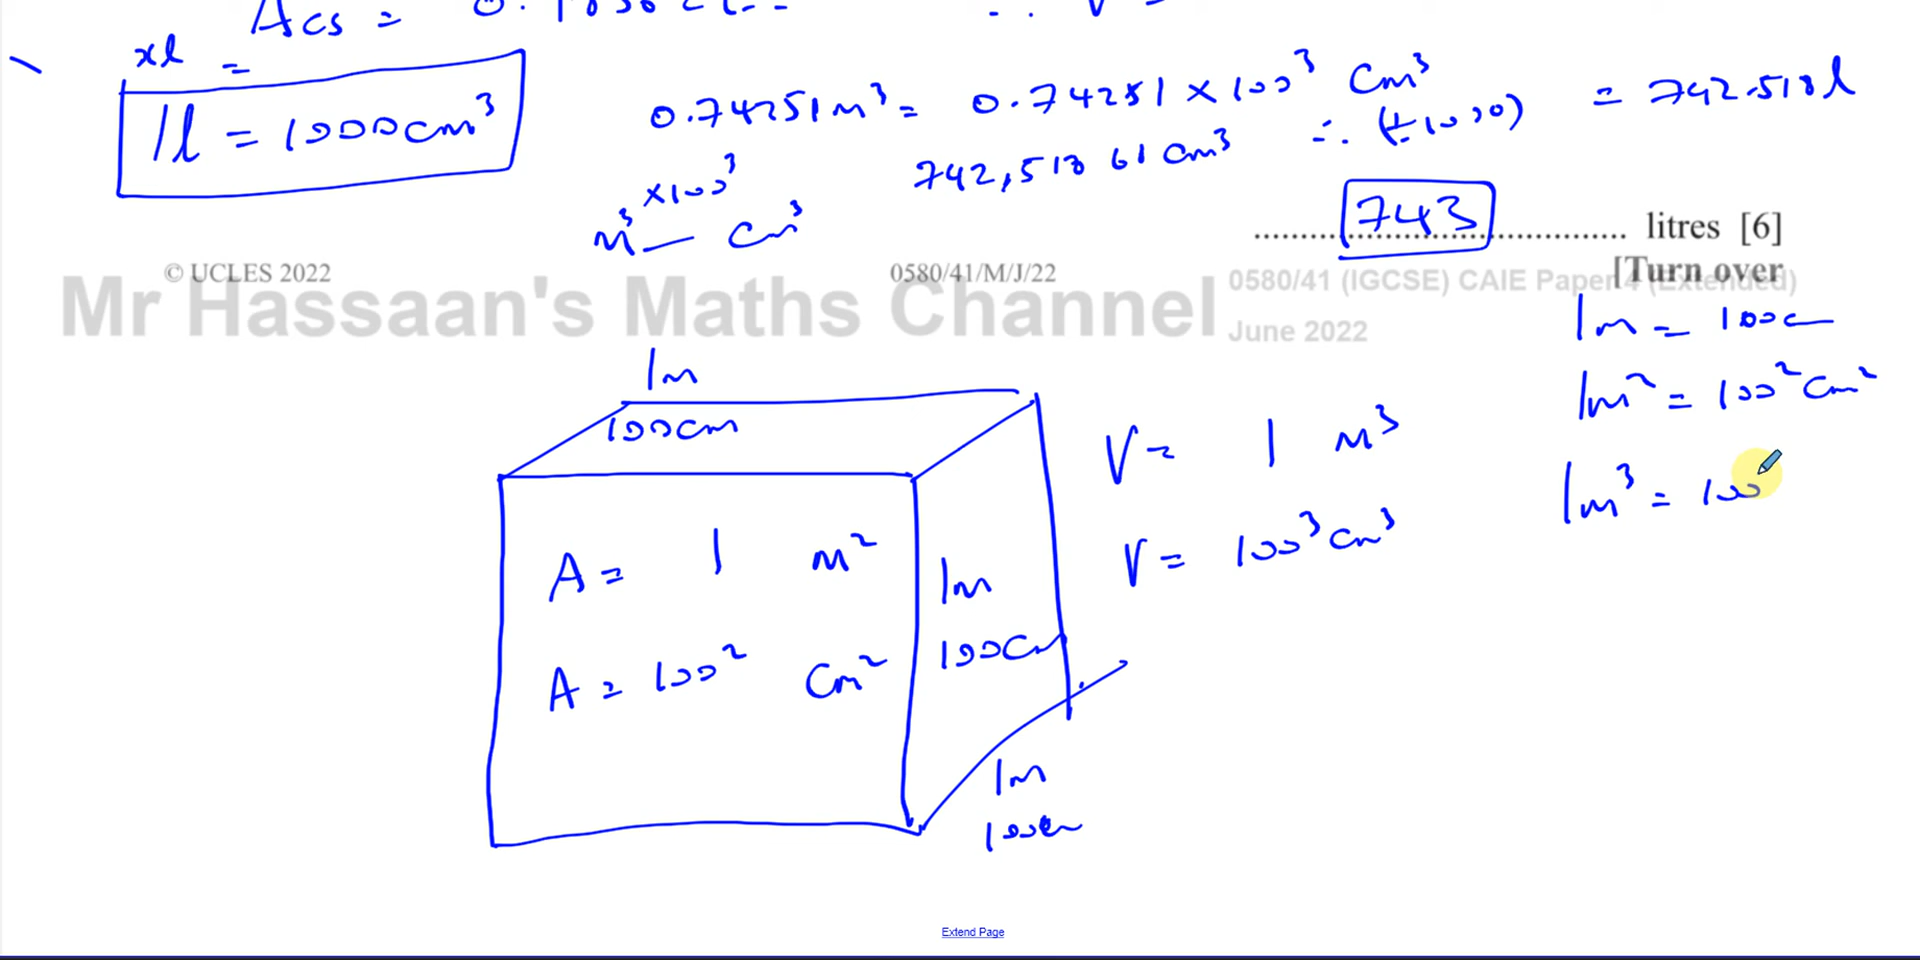 Acs = 0.
xl =
1l = 1000cm³
0.74251m³ = 0.74251 × 100³ cm³
742,518 61 cm³ ∴ (÷1000) = 742.518 l
×100³
m³ — cm³
743
litres [6]
© UCLES 2022 0580/41/M/J/22 [Turn over
Mr Hassaan's Maths Channel
0580/41 (IGCSE) CAIE Paper 4 (Extended)
June 2022
1m = 100c
1m² = 100² cm²
1m³ = 100
1m
100cm
V = 1 m³
V = 100³ cm³
A = 1 m²
A = 100² cm²
1m
100cm
1m
100cm
Extend Page